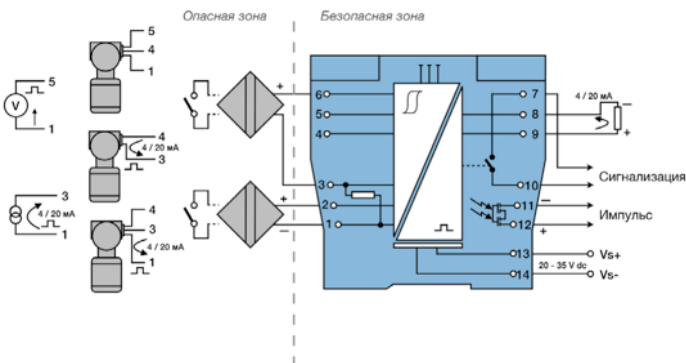 Опасная зона
Безопасная зона
5
4
1
5
V
1
4
4 / 20 мА
3
3
4 / 20 мА
1
4
3
4 / 20 мА
1
+
+
–
6
5
4
3
2
1
7
8
9
10
11
12
13
14
4 / 20 мА
–
+
Сигнализация
–
Импульс
+
Vs+
20 - 35 V dc
Vs-